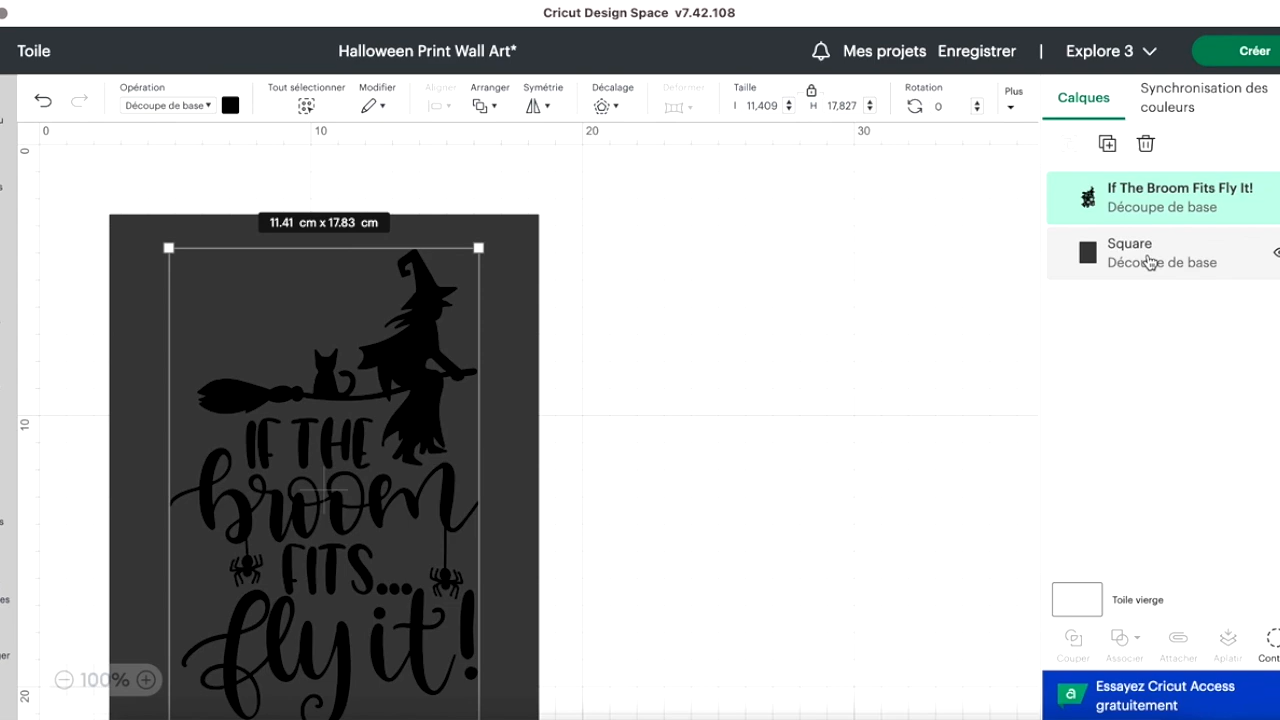 Cricut Design Space v7.42.108
Toile
Halloween Print Wall Art*
Mes projets
Enregistrer
|
Explore 3
Créer
Opération
Découpe de base
Tout sélectionner
Modifier
Aligner
Arranger
Symétrie
Décalage
Déformer
Taille
l 11,409
H 17,827
Rotation
0
Plus
Calques
Synchronisation des
couleurs
0
10
20
30
0
10
20
11.41 cm x 17.83 cm
If The Broom Fits Fly It!
Découpe de base
Square
Découpe de base
IF THE
broom
FITS...
fly it!
100%
Toile vierge
Couper
Associer
Attacher
Aplatir
Cont
Essayez Cricut Access
gratuitement